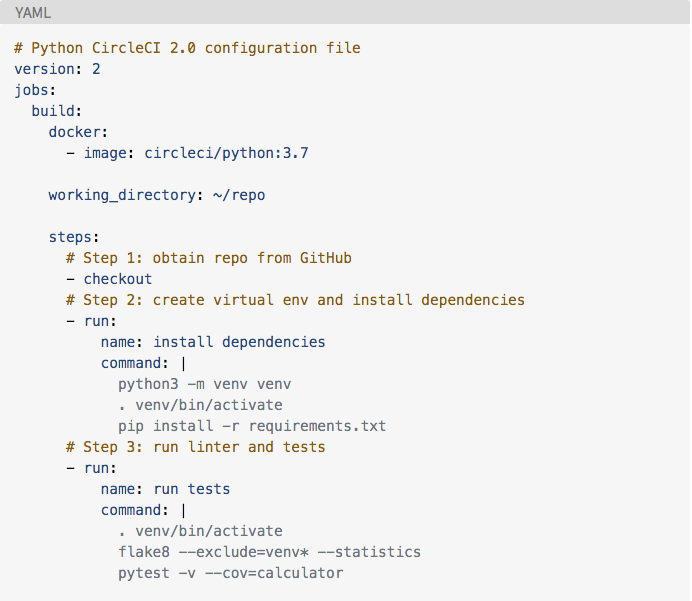 YAML
# Python CircleCI 2.0 configuration file
version: 2
jobs:
  build:
    docker:
      - image: circleci/python:3.7

    working_directory: ~/repo

    steps:
      # Step 1: obtain repo from GitHub
      - checkout
      # Step 2: create virtual env and install dependencies
      - run:
          name: install dependencies
          command: |
            python3 -m venv venv
            . venv/bin/activate
            pip install -r requirements.txt
      # Step 3: run linter and tests
      - run:
          name: run tests
          command: |
            . venv/bin/activate
            flake8 --exclude=venv* --statistics
            pytest -v --cov=calculator